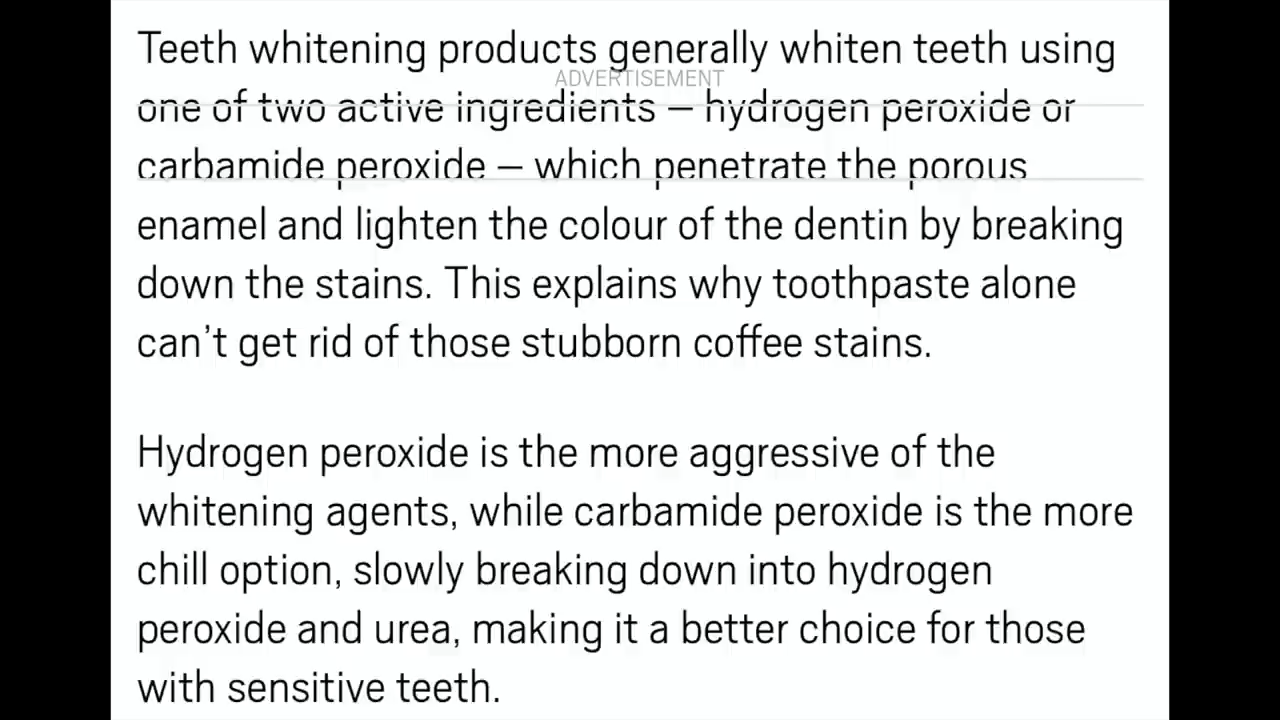 Teeth whitening products generally whiten teeth using
ADVERTISEMENT
one of two active ingredients — hydrogen peroxide or
carbamide peroxide — which penetrate the porous
enamel and lighten the colour of the dentin by breaking
down the stains. This explains why toothpaste alone
can't get rid of those stubborn coffee stains.
Hydrogen peroxide is the more aggressive of the
whitening agents, while carbamide peroxide is the more
chill option, slowly breaking down into hydrogen
peroxide and urea, making it a better choice for those
with sensitive teeth.